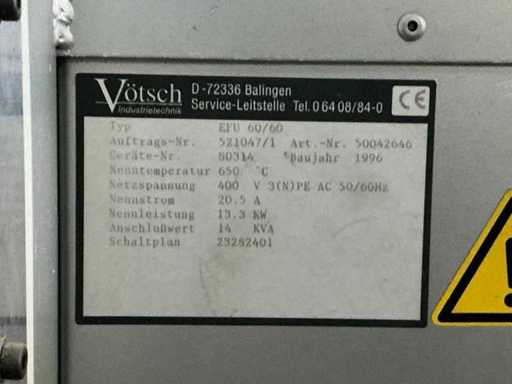 Vötsch
Industrietechnik
D-72336 Balingen
Service-Leitstelle Tel. 0 64 08/84-0
CE
Typ EFU 60/60
Auftrags-Nr. 521047/1 Art.-Nr. 50042646
Geräte-Nr. 80314 Baujahr 1996
Nenntemperatur 650 °C
Netzspannung 400 V 3(N)PE AC 50/60Hz
Nennstrom 20.5 A
Nennleistung 13.3 KW
Anschlußwert 14 KVA
Schaltplan 23282401